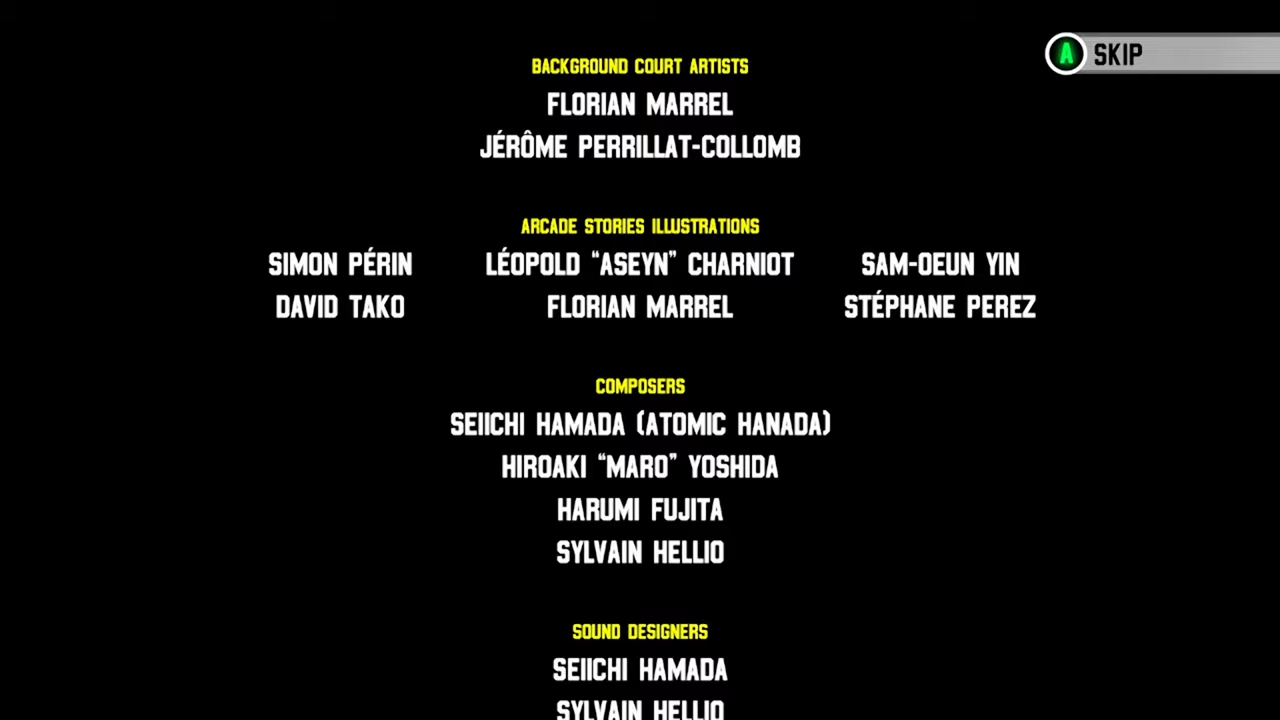 A SKIP
BACKGROUND COURT ARTISTS
FLORIAN MARREL
JÉRÔME PERRILLAT-COLLOMB
ARCADE STORIES ILLUSTRATIONS
SIMON PÉRIN LÉOPOLD “ASEYN” CHARNIOT SAM-OEUN YIN
DAVID TAKO FLORIAN MARREL STÉPHANE PEREZ
COMPOSERS
SEIICHI HAMADA (ATOMIC HANADA)
HIROAKI “MARO” YOSHIDA
HARUMI FUJITA
SYLVAIN HELLIO
SOUND DESIGNERS
SEIICHI HAMADA
SYLVAIN HELLIO